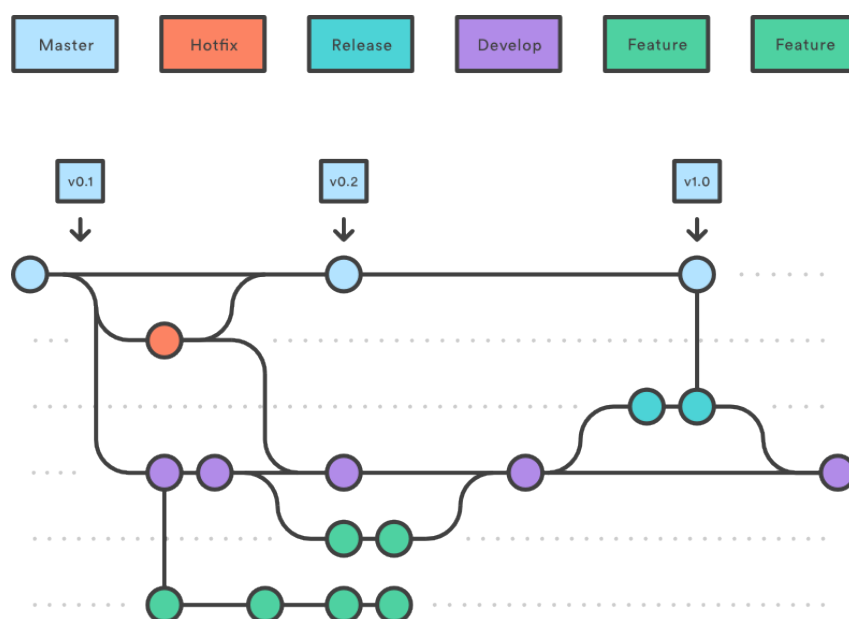 Master
Hotfix
Release
Develop
Feature
Feature
v0.1
v0.2
v1.0